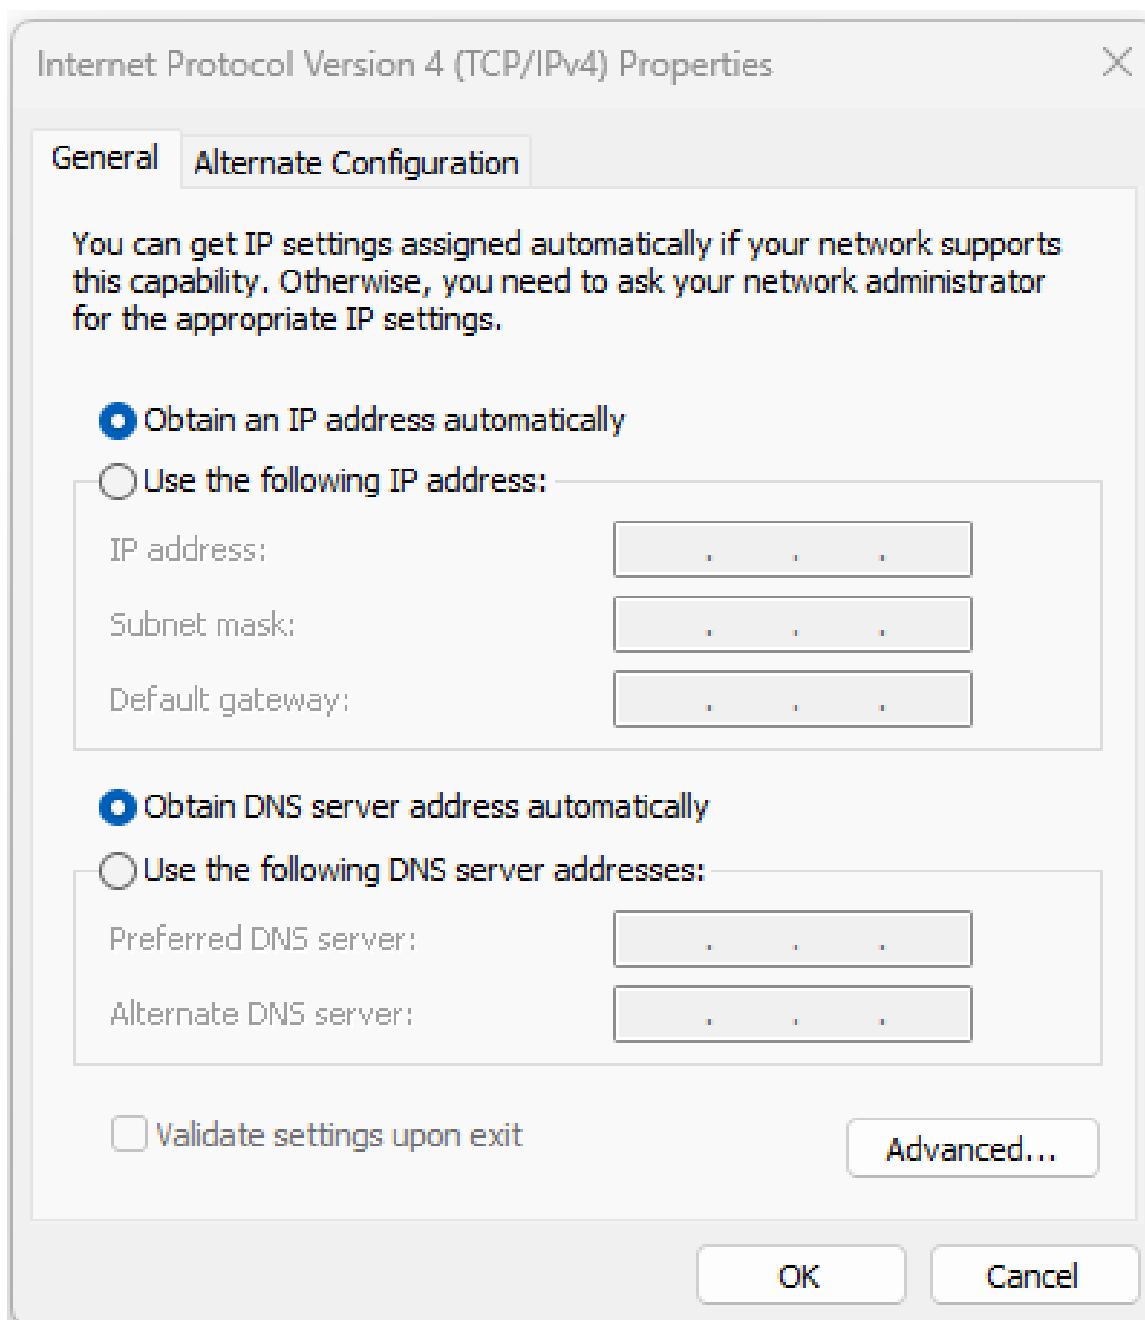 Internet Protocol Version 4 (TCP/IPv4) Properties
General
Alternate Configuration
You can get IP settings assigned automatically if your network supports
this capability. Otherwise, you need to ask your network administrator
for the appropriate IP settings.
Obtain an IP address automatically
Use the following IP address:
IP address:
. . .
Subnet mask:
. . .
Default gateway:
. . .
Obtain DNS server address automatically
Use the following DNS server addresses:
Preferred DNS server:
. . .
Alternate DNS server:
. . .
Validate settings upon exit
Advanced...
OK
Cancel